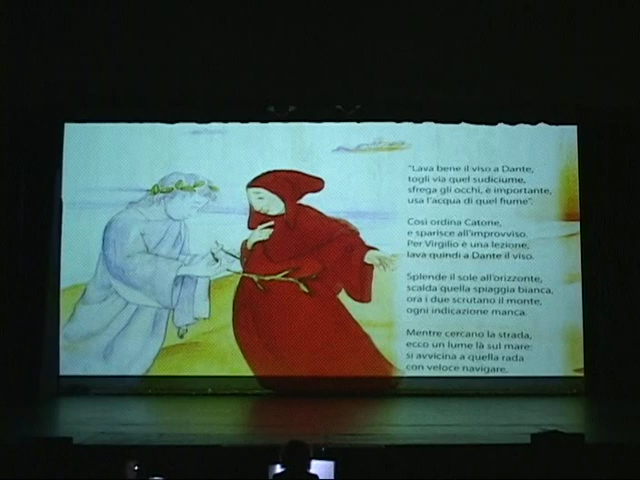 "Lava bene il viso a Dante,
togli via quel sudiciume,
sfrega gli occhi, è importante,
usa l'acqua di quel fiume".
Così ordina Catone,
e sparisce all'improvviso.
Per Virgilio è una lezione,
lava quindi a Dante il viso.
Splende il sole all'orizzonte,
scalda quella spiaggia bianca,
ora i due scrutano il monte,
ogni indicazione manca.
Mentre cercano la strada,
ecco un lume là sul mare:
si avvicina a quella rada
con veloce navigare.